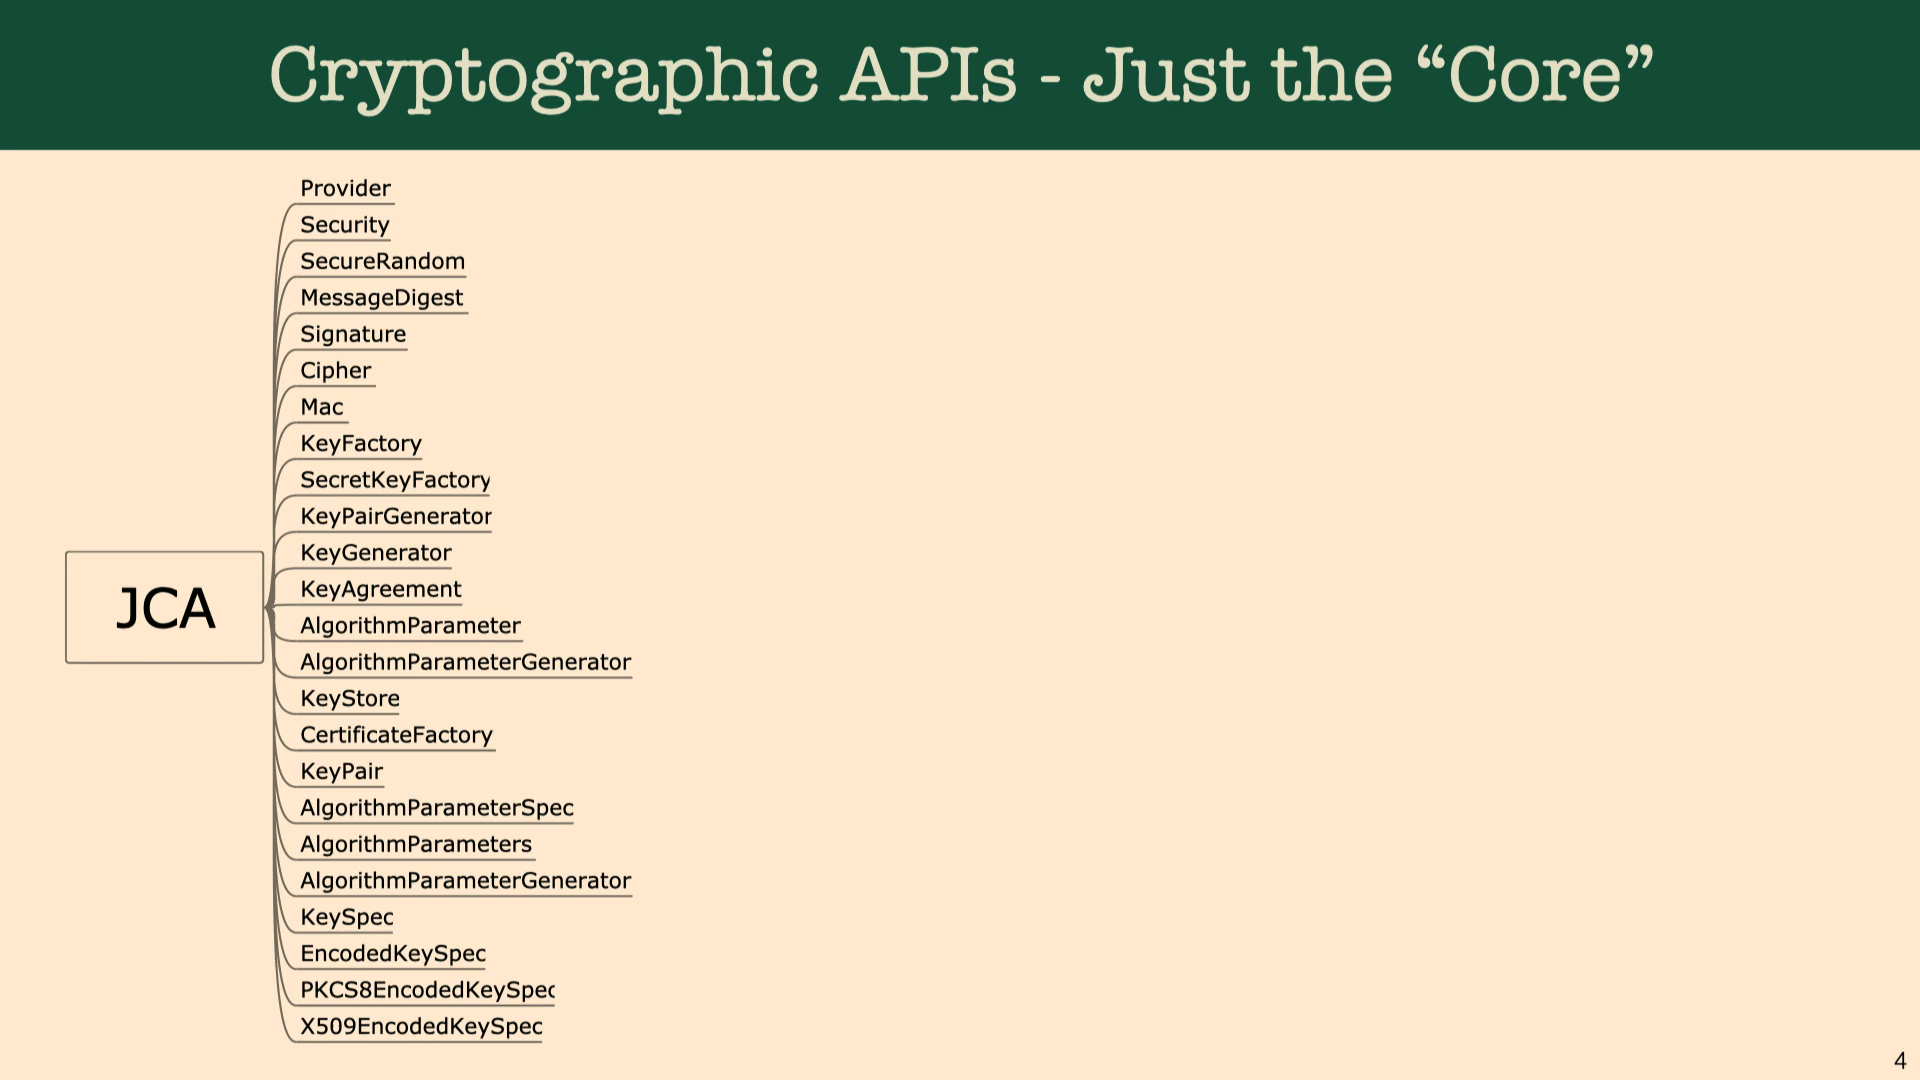 Cryptographic APIs - Just the “Core”
Provider
Security
SecureRandom
MessageDigest
Signature
Cipher
Mac
KeyFactory
SecretKeyFactory
KeyPairGenerator
KeyGenerator
KeyAgreement
JCA
AlgorithmParameter
AlgorithmParameterGenerator
KeyStore
CertificateFactory
KeyPair
AlgorithmParameterSpec
AlgorithmParameters
AlgorithmParameterGenerator
KeySpec
EncodedKeySpec
PKCS8EncodedKeySpec
X509EncodedKeySpec
4